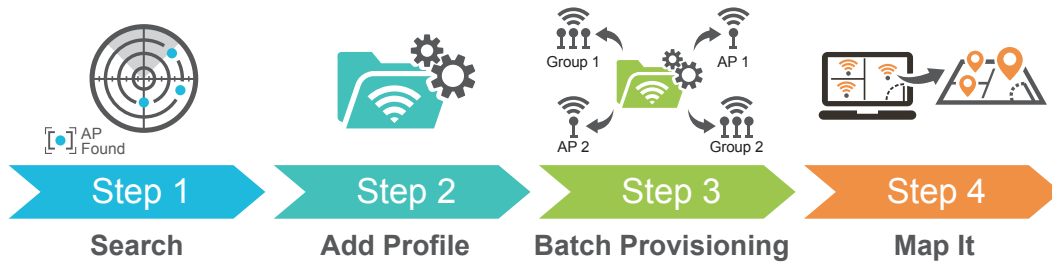 AP
Found
Group 1
AP 1
AP 2
Group 2
Step 1
Step 2
Step 3
Step 4
Search
Add Profile
Batch Provisioning
Map It